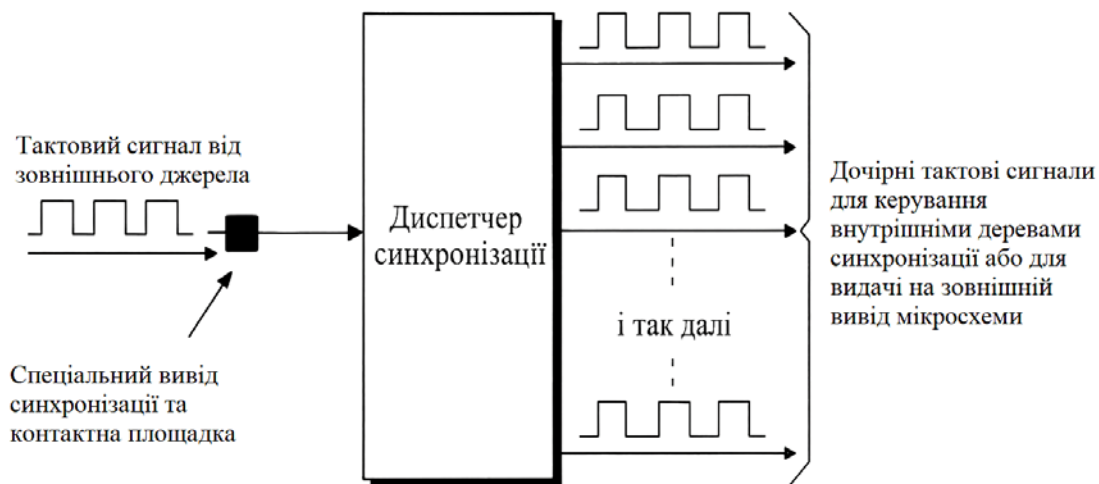 Тактовий сигнал від
зовнішнього джерела
Спеціальний вивід
синхронізації та
контактна площадка
Диспетчер
синхронізації
і так далі
Дочірні тактові сигнали
для керування
внутрішніми деревами
синхронізації або для
видачі на зовнішній
вивід мікросхеми